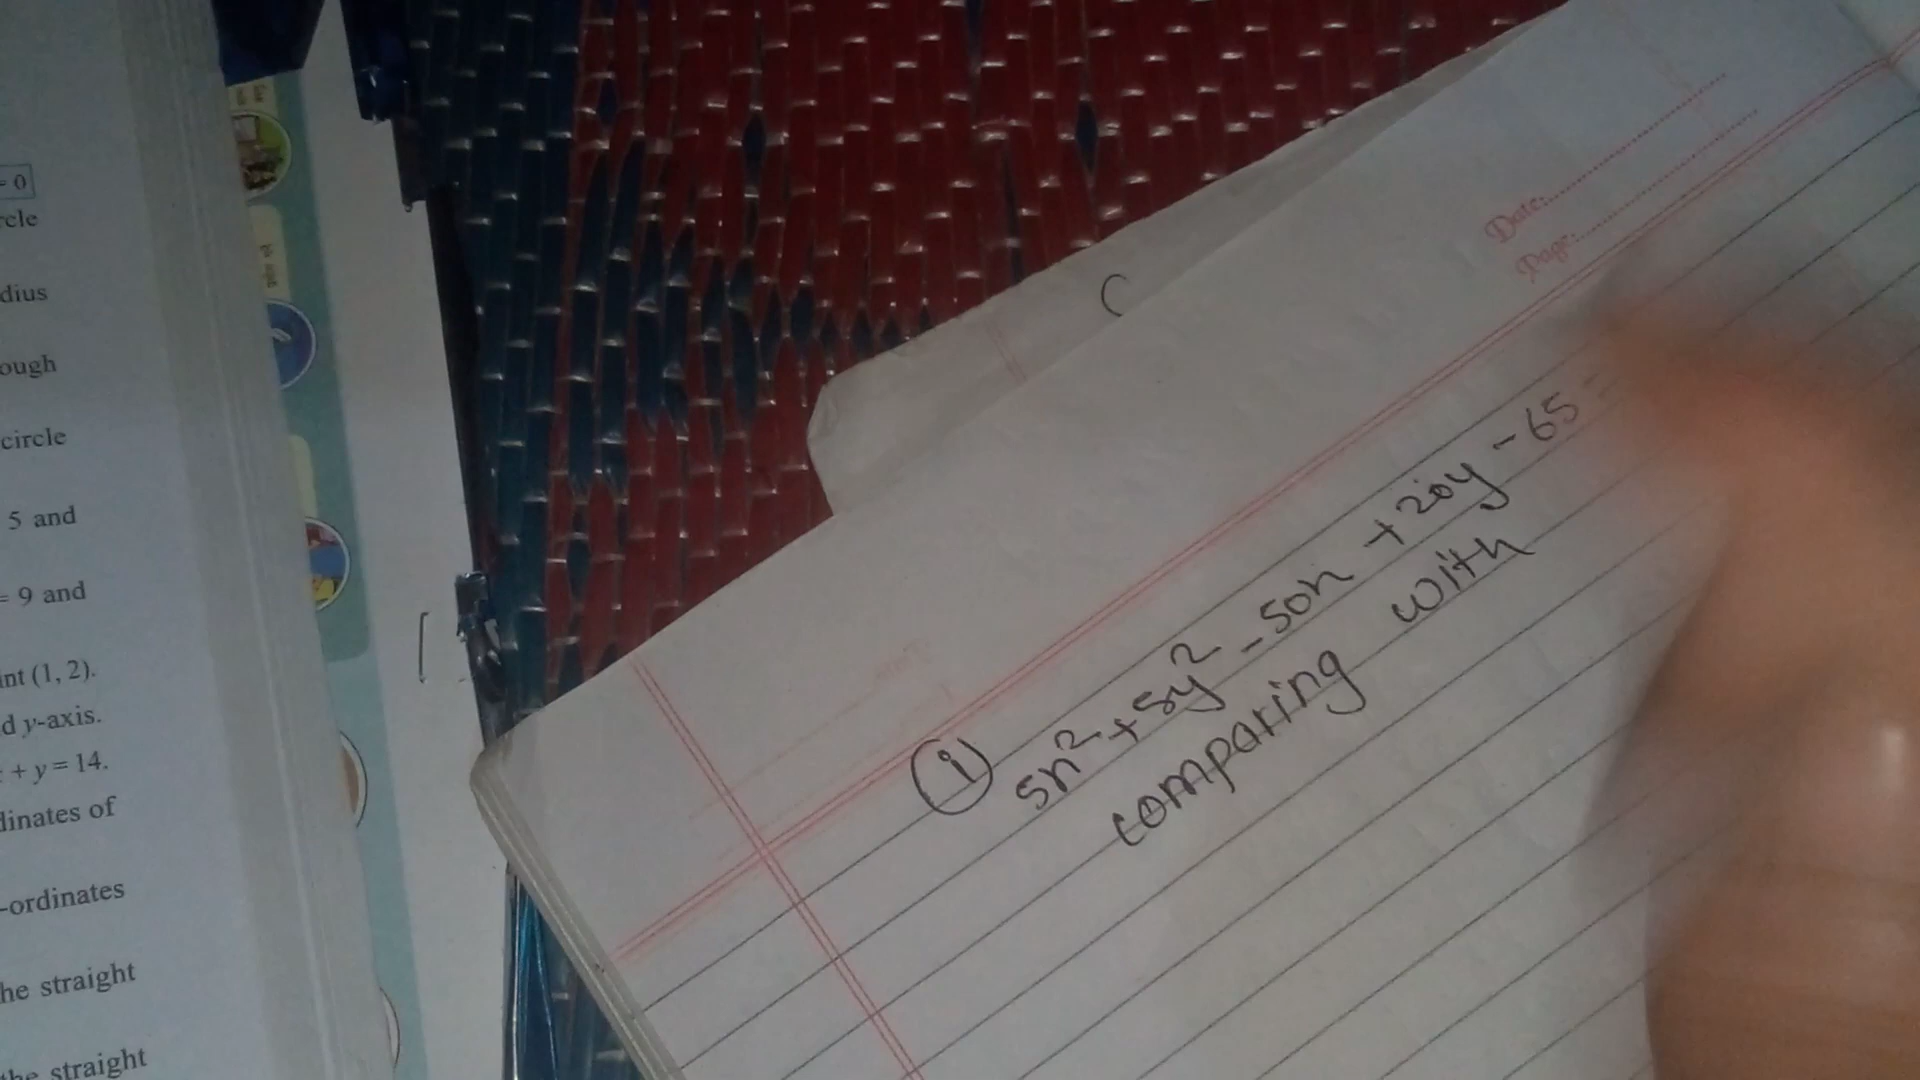 = 0
rcle
dius
ough
circle
5 and
= 9 and
int (1, 2).
d y-axis.
+ y = 14.
dinates of
-ordinates
he straight
the straight
Date:
Page:
(i)
5x²+5y²-50x+20y-65=
comparing with